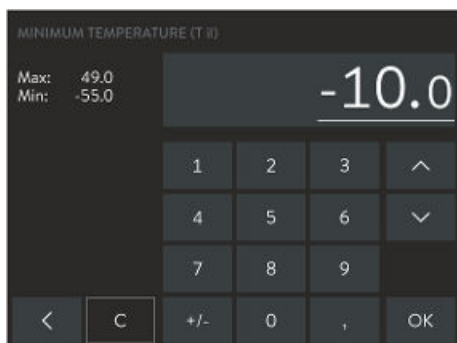 MINIMUM TEMPERATURE (T II)
Max: 49.0
Min: -55.0
-10.0
1 2 3
4 5 6
7 8 9
C +/- 0 , OK